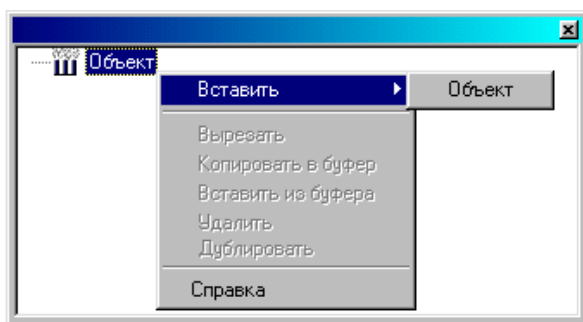 Объект
Вставить
Объект
Вырезать
Копировать в буфер
Вставить из буфера
Удалить
Дублировать
Справка